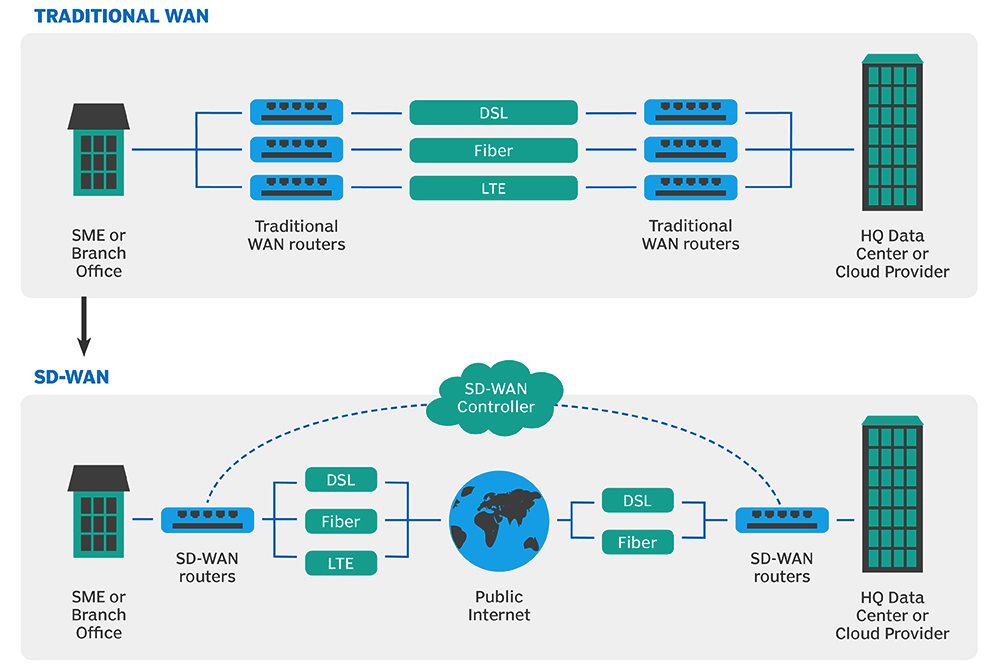 TRADITIONAL WAN
DSL
Fiber
LTE
Traditional
WAN routers
Traditional
WAN routers
SME or
Branch
Office
HQ Data
Center or
Cloud Provider
SD-WAN
SD-WAN
Controller
DSL
Fiber
LTE
DSL
Fiber
SD-WAN
routers
SD-WAN
routers
Public
Internet
SME or
Branch
Office
HQ Data
Center or
Cloud Provider